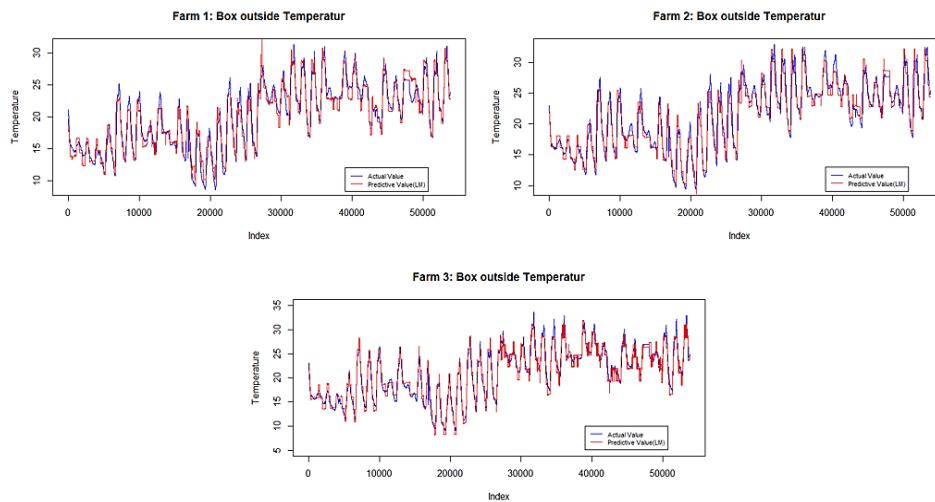 Farm 1: Box outside Temperatur
Temperature
30
25
20
15
10
0
10000
20000
30000
40000
50000
Index
Actual Value
Predictive Value(LM)
Farm 2: Box outside Temperatur
Temperature
30
25
20
15
10
0
10000
20000
30000
40000
50000
Index
Actual Value
Predictive Value(LM)
Farm 3: Box outside Temperatur
Temperature
35
30
25
20
15
10
5
0
10000
20000
30000
40000
50000
Index
Actual Value
Predictive Value(LM)